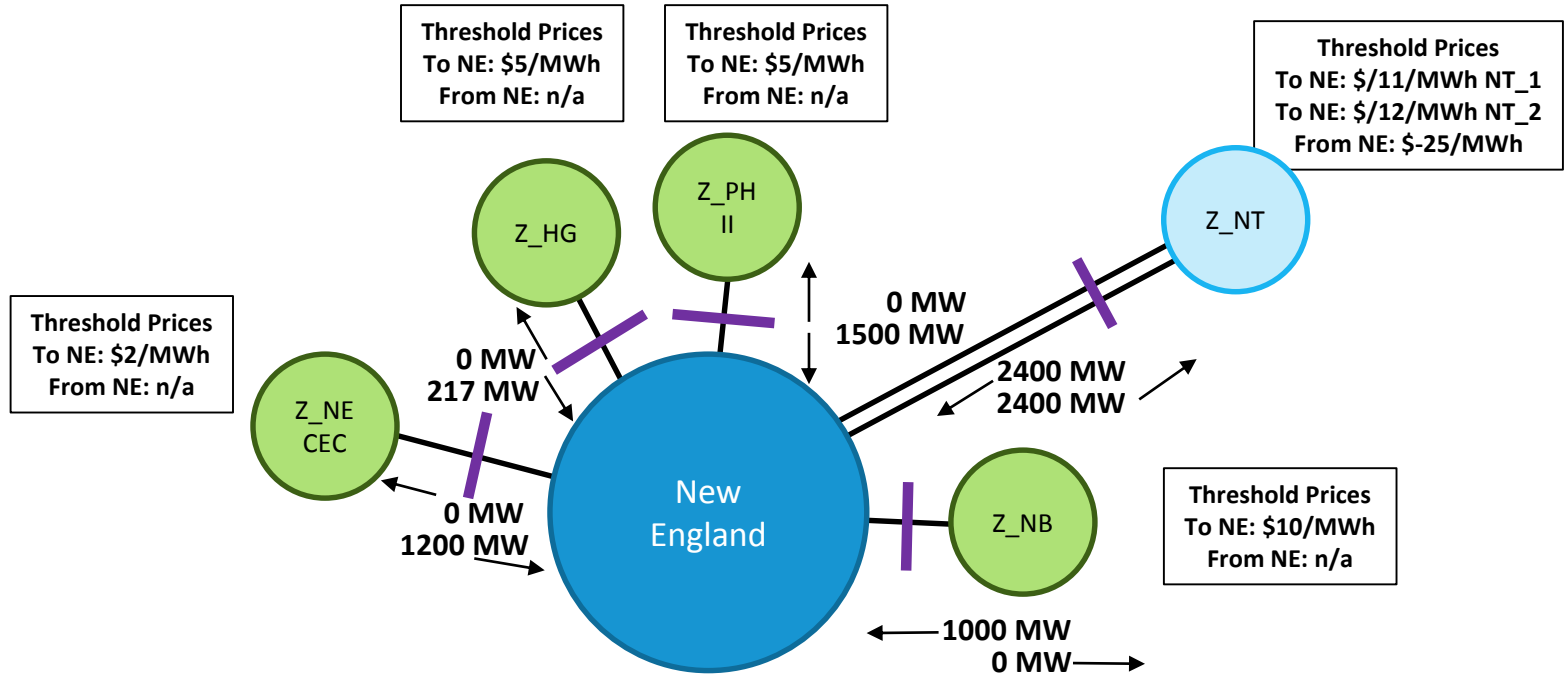 Threshold Prices
To NE: $5/MWh
From NE: n/a
Threshold Prices
To NE: $5/MWh
From NE: n/a
Threshold Prices
To NE: $/11/MWh NT_1
To NE: $/12/MWh NT_2
From NE: $-25/MWh
Z_HG
Z_PH
II
Z_NT
Threshold Prices
To NE: $2/MWh
From NE: n/a
0 MW
217 MW
0 MW
1500 MW
2400 MW
2400 MW
Z_NE
CEC
0 MW
1200 MW
New
England
Z_NB
Threshold Prices
To NE: $10/MWh
From NE: n/a
1000 MW
0 MW